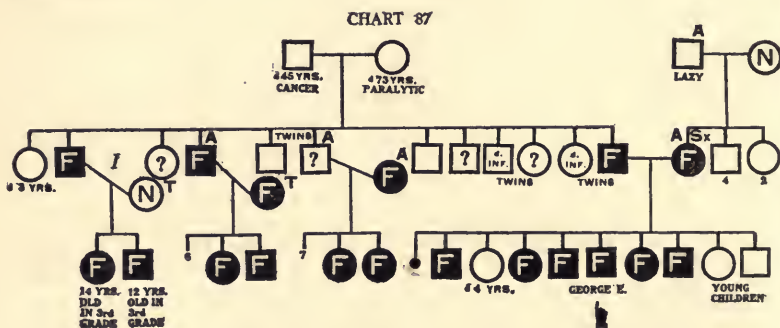 CHART 87
A
N
d 45 YRS.
CANCER
d 73 YRS.
PARALYTIC
LAZY
TWINS
F
I
?
T
A
F
A
?
A
?
d. INF.
?
d. INF.
F
A Sx
F
d 3 YRS.
N
F
T
F
TWINS
TWINS
4
2
F
F
6
F
F
7
F
F
F
d 4 YRS.
F
F
F
F
F
14 YRS. OLD IN 3rd GRADE
12 YRS. OLD IN 3rd GRADE
GEORGE E.
YOUNG CHILDREN